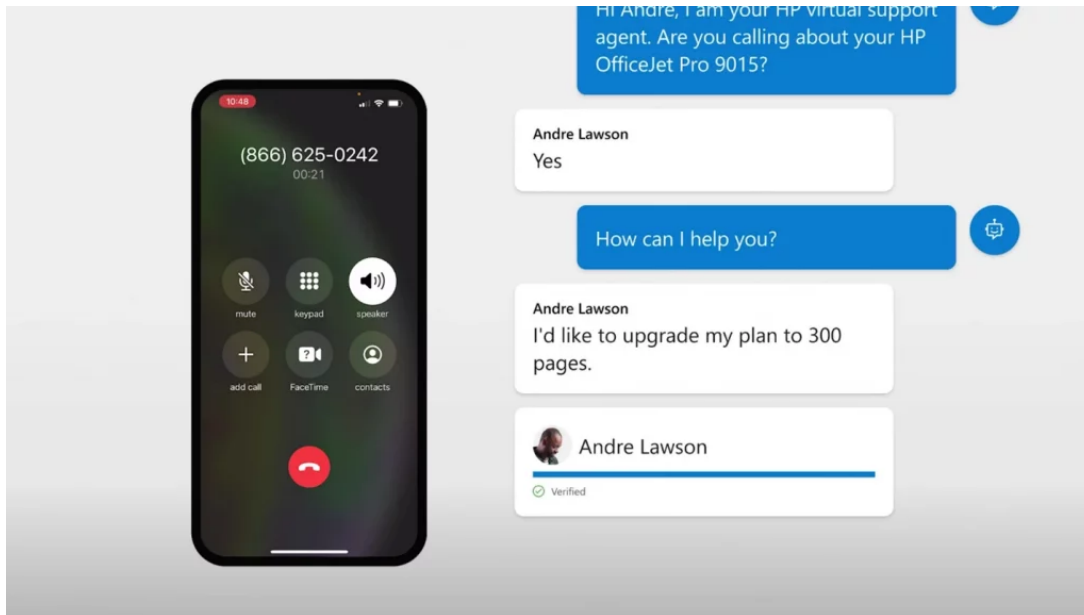 10:48
(866) 625-0242
00:21
mute
keypad
speaker
add call
FaceTime
contacts
Hi Andre, I am your HP virtual support
agent. Are you calling about your HP
OfficeJet Pro 9015?
Andre Lawson
Yes
How can I help you?
Andre Lawson
I'd like to upgrade my plan to 300
pages.
Andre Lawson
Verified